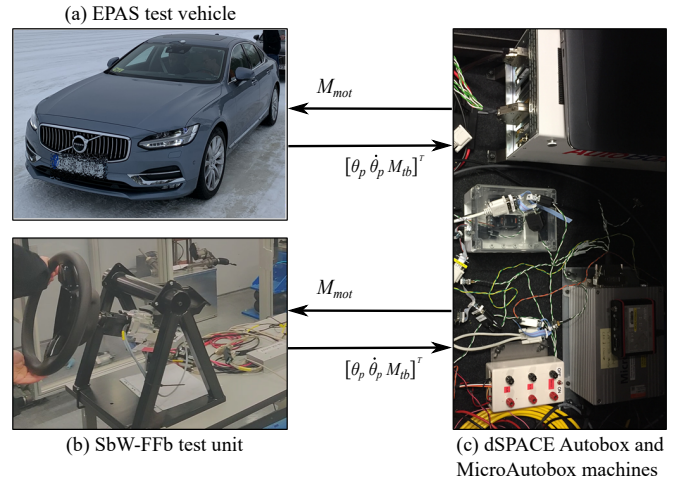 (a) EPAS test vehicle
M_mot
[θ_p θ̇_p M_tb]^T
M_mot
[θ_p θ̇_p M_tb]^T
(b) SbW-FFb test unit
(c) dSPACE Autobox and
MicroAutobox machines